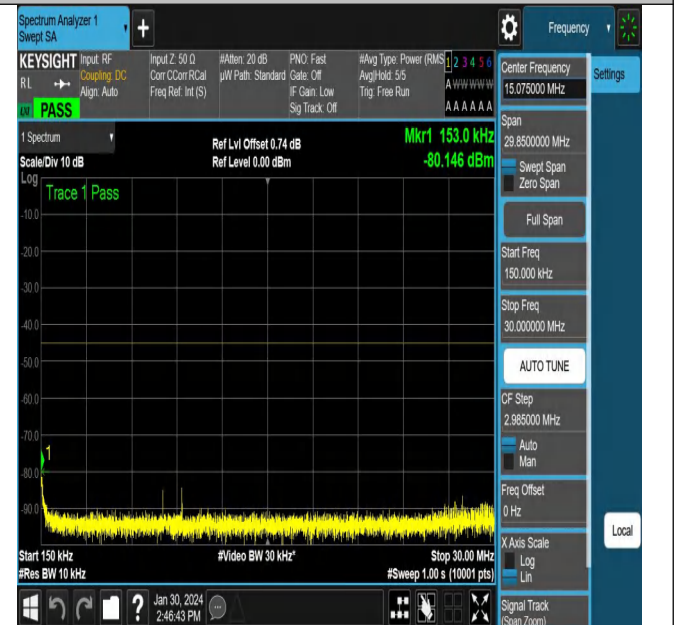 Spectrum Analyzer 1
Swept SA
+
Frequency
KEYSIGHT
RL
PASS
Input: RF
Coupling: DC
Align: Auto
Input Z: 50 Ω
Corr CCorr RCal
Freq Ref: Int (S)
#Atten: 20 dB
µW Path: Standard
PNO: Fast
Gate: Off
IF Gain: Low
Sig Track: Off
#Avg Type: Power (RMS
Avg|Hold: 5/5
Trig: Free Run
1 2 3 4 5 6
A W W W W W
A A A A A A
1 Spectrum
Scale/Div 10 dB
Ref Lvl Offset 0.74 dB
Ref Level 0.00 dBm
Mkr1 153.0 kHz
-80.146 dBm
Log
Trace 1 Pass
-10.0
-20.0
-30.0
-40.0
-50.0
-60.0
-70.0
-80.0
-90.0
1
Start 150 kHz
#Res BW 10 kHz
#Video BW 30 kHz*
Stop 30.00 MHz
#Sweep 1.00 s (10001 pts)
?
Jan 30, 2024
2:46:43 PM
Center Frequency
15.075000 MHz
Settings
Span
29.8500000 MHz
Swept Span
Zero Span
Full Span
Start Freq
150.000 kHz
Stop Freq
30.000000 MHz
AUTO TUNE
CF Step
2.985000 MHz
Auto
Man
Freq Offset
0 Hz
Local
X Axis Scale
Log
Lin
Signal Track
(Span Zoom)